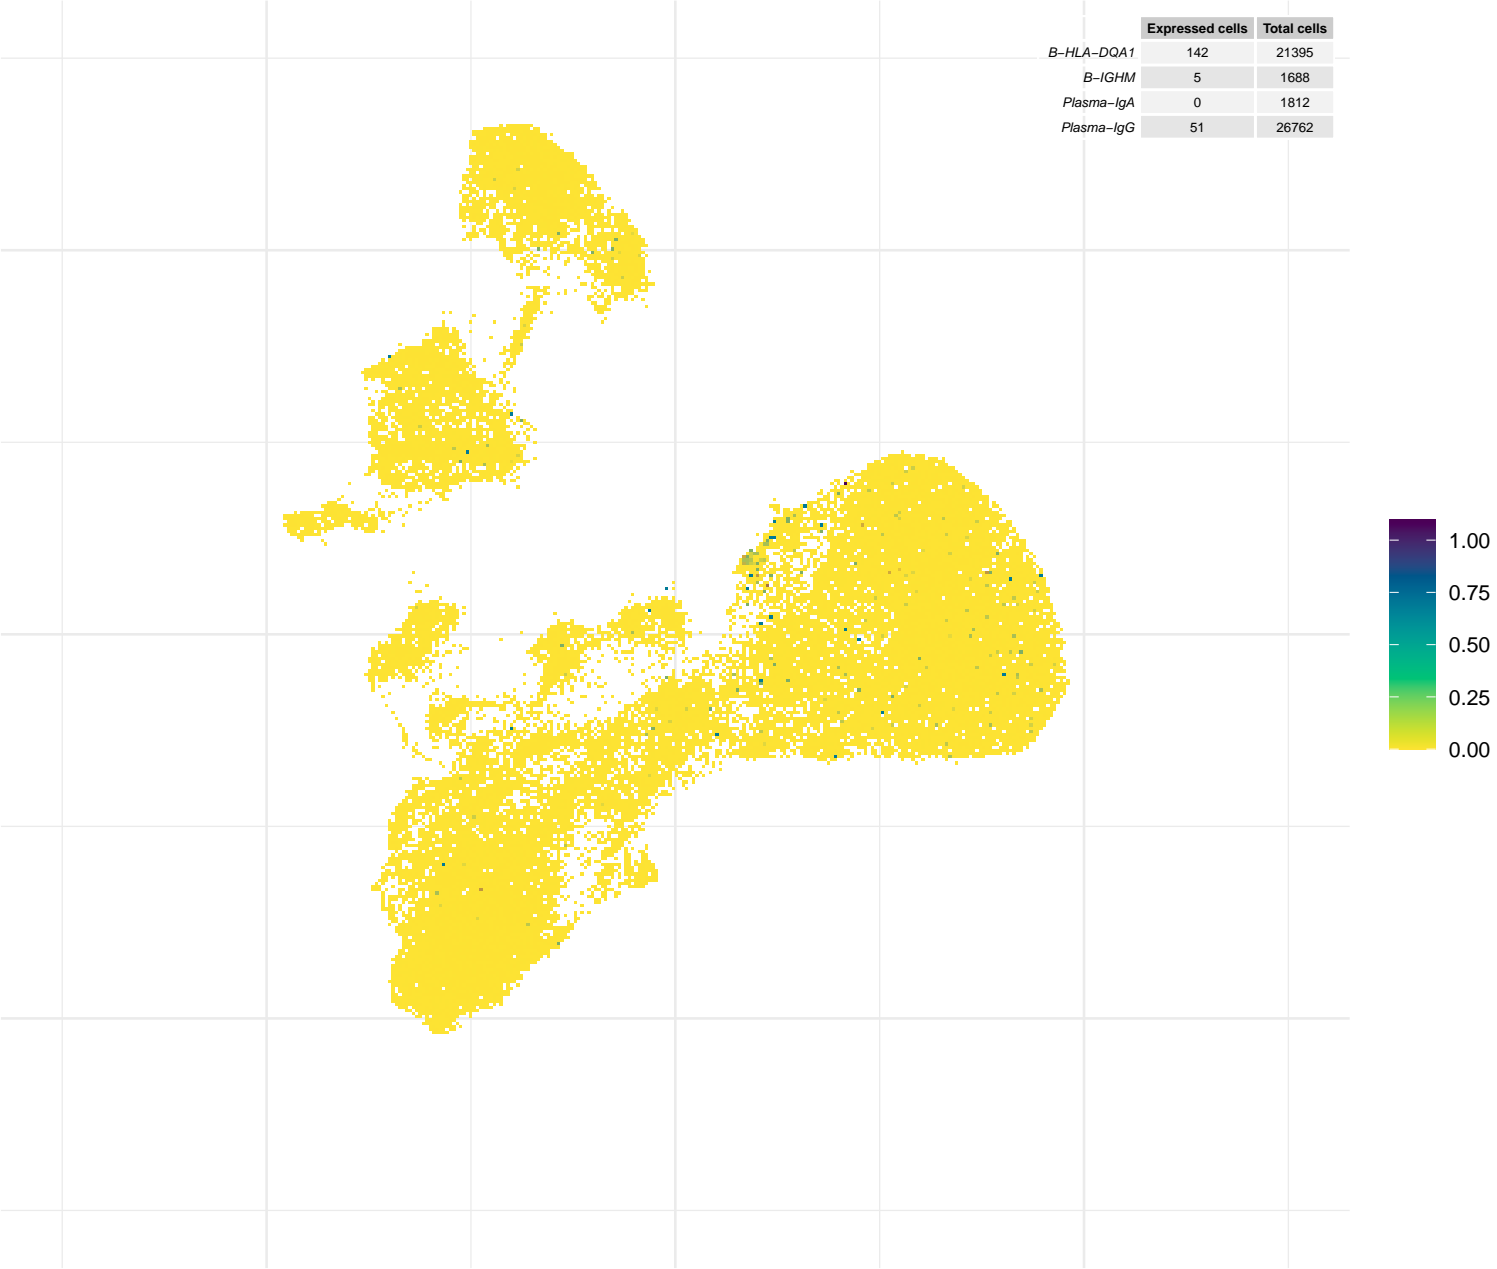 Expressed cells Total cells
B−HLA−DQA1 142 21395
B−IGHM 5 1688
Plasma−IgA 0 1812
Plasma−IgG 51 26762
1.00
0.75
0.50
0.25
0.00